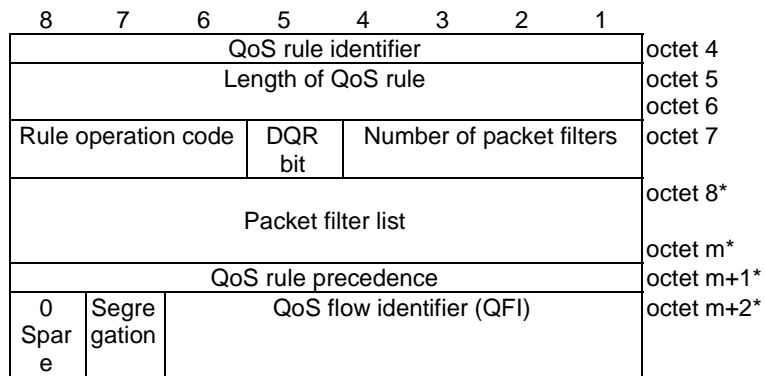 8 7 6 5 4 3 2 1
QoS rule identifier octet 4
Length of QoS rule octet 5
octet 6
Rule operation code DQR Number of packet filters octet 7
bit
octet 8*
Packet filter list
octet m*
QoS rule precedence octet m+1*
0 Segre QoS flow identifier (QFI) octet m+2*
Spar gation
e